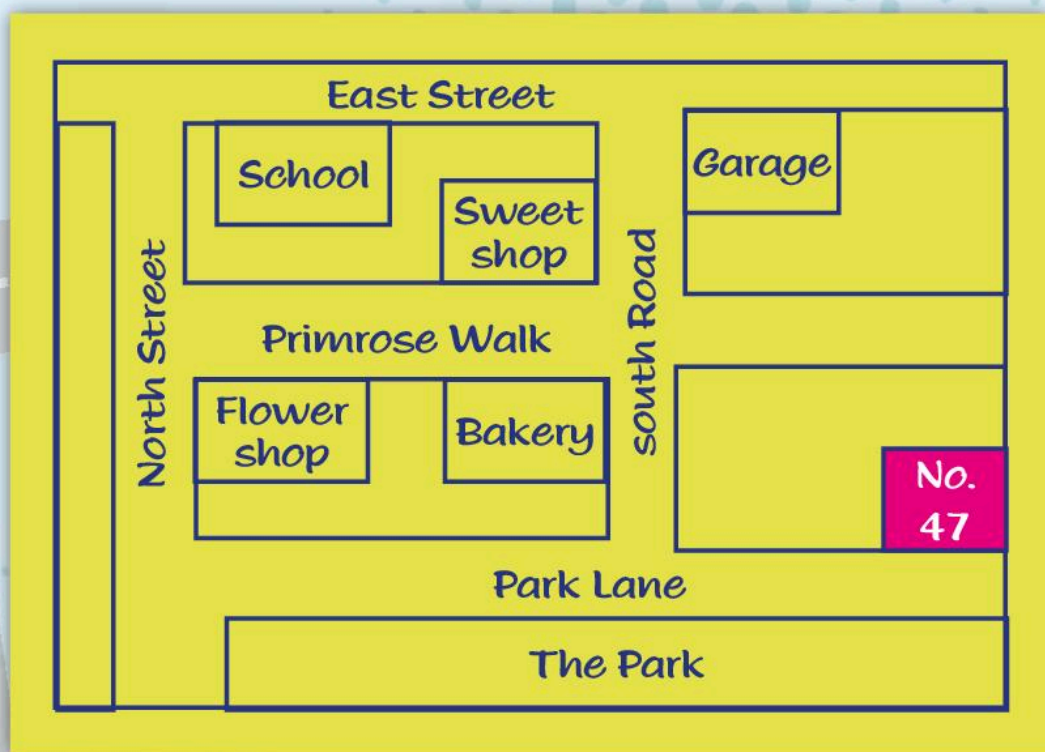 East Street
School
Garage
Sweet
shop
North Street
south Road
Primrose Walk
Flower
shop
Bakery
No.
47
Park Lane
The Park